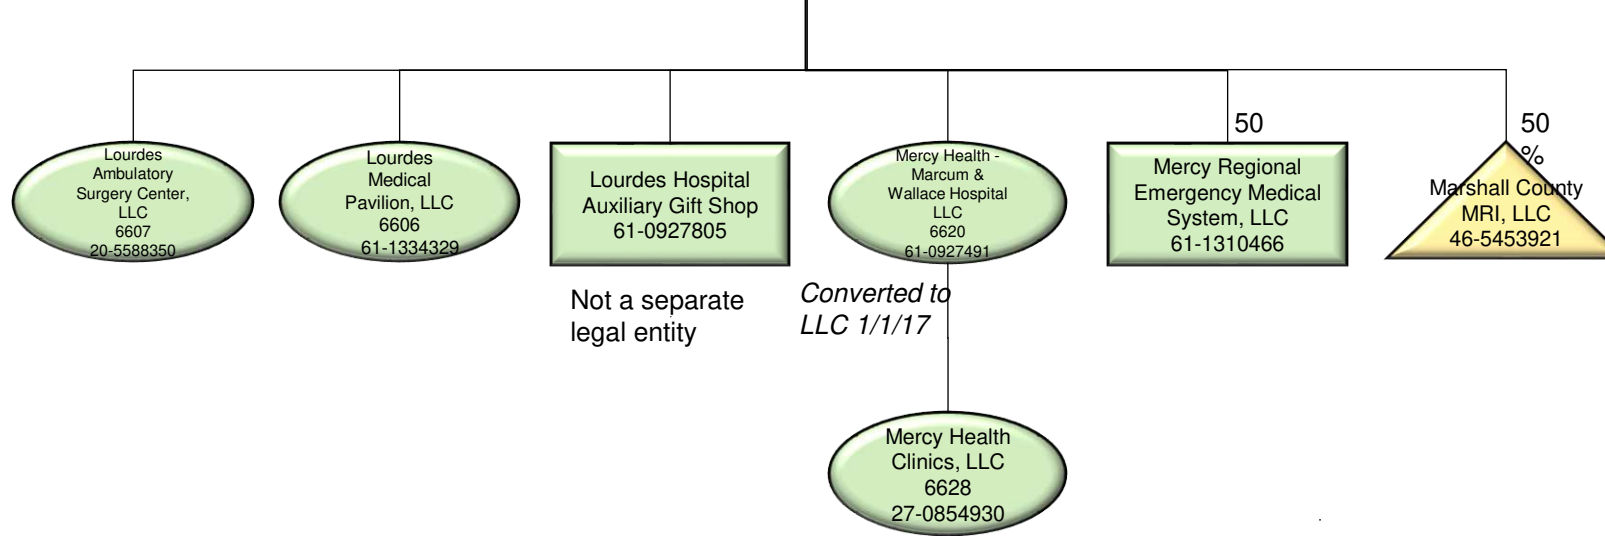 50
50
%
Lourdes
Ambulatory
Surgery Center,
LLC
6607
20-5588350
Lourdes
Medical
Pavilion, LLC
6606
61-1334329
Lourdes Hospital
Auxiliary Gift Shop
61-0927805
Mercy Health -
Marcum &
Wallace Hospital
LLC
6620
61-0927491
Mercy Regional
Emergency Medical
System, LLC
61-1310466
Marshall County
MRI, LLC
46-5453921
Not a separate
legal entity
Converted to
LLC 1/1/17
Mercy Health
Clinics, LLC
6628
27-0854930